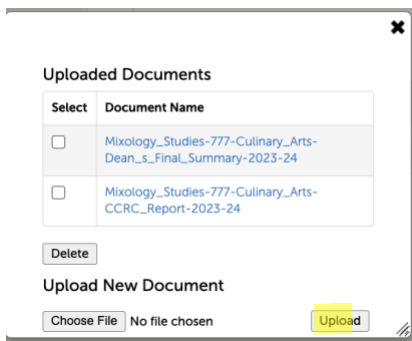 Uploaded Documents
Select Document Name
Mixology_Studies-777-Culinary_Arts-
Dean_s_Final_Summary-2023-24
Mixology_Studies-777-Culinary_Arts-
CCRC_Report-2023-24
Delete
Upload New Document
Choose File No file chosen Upload